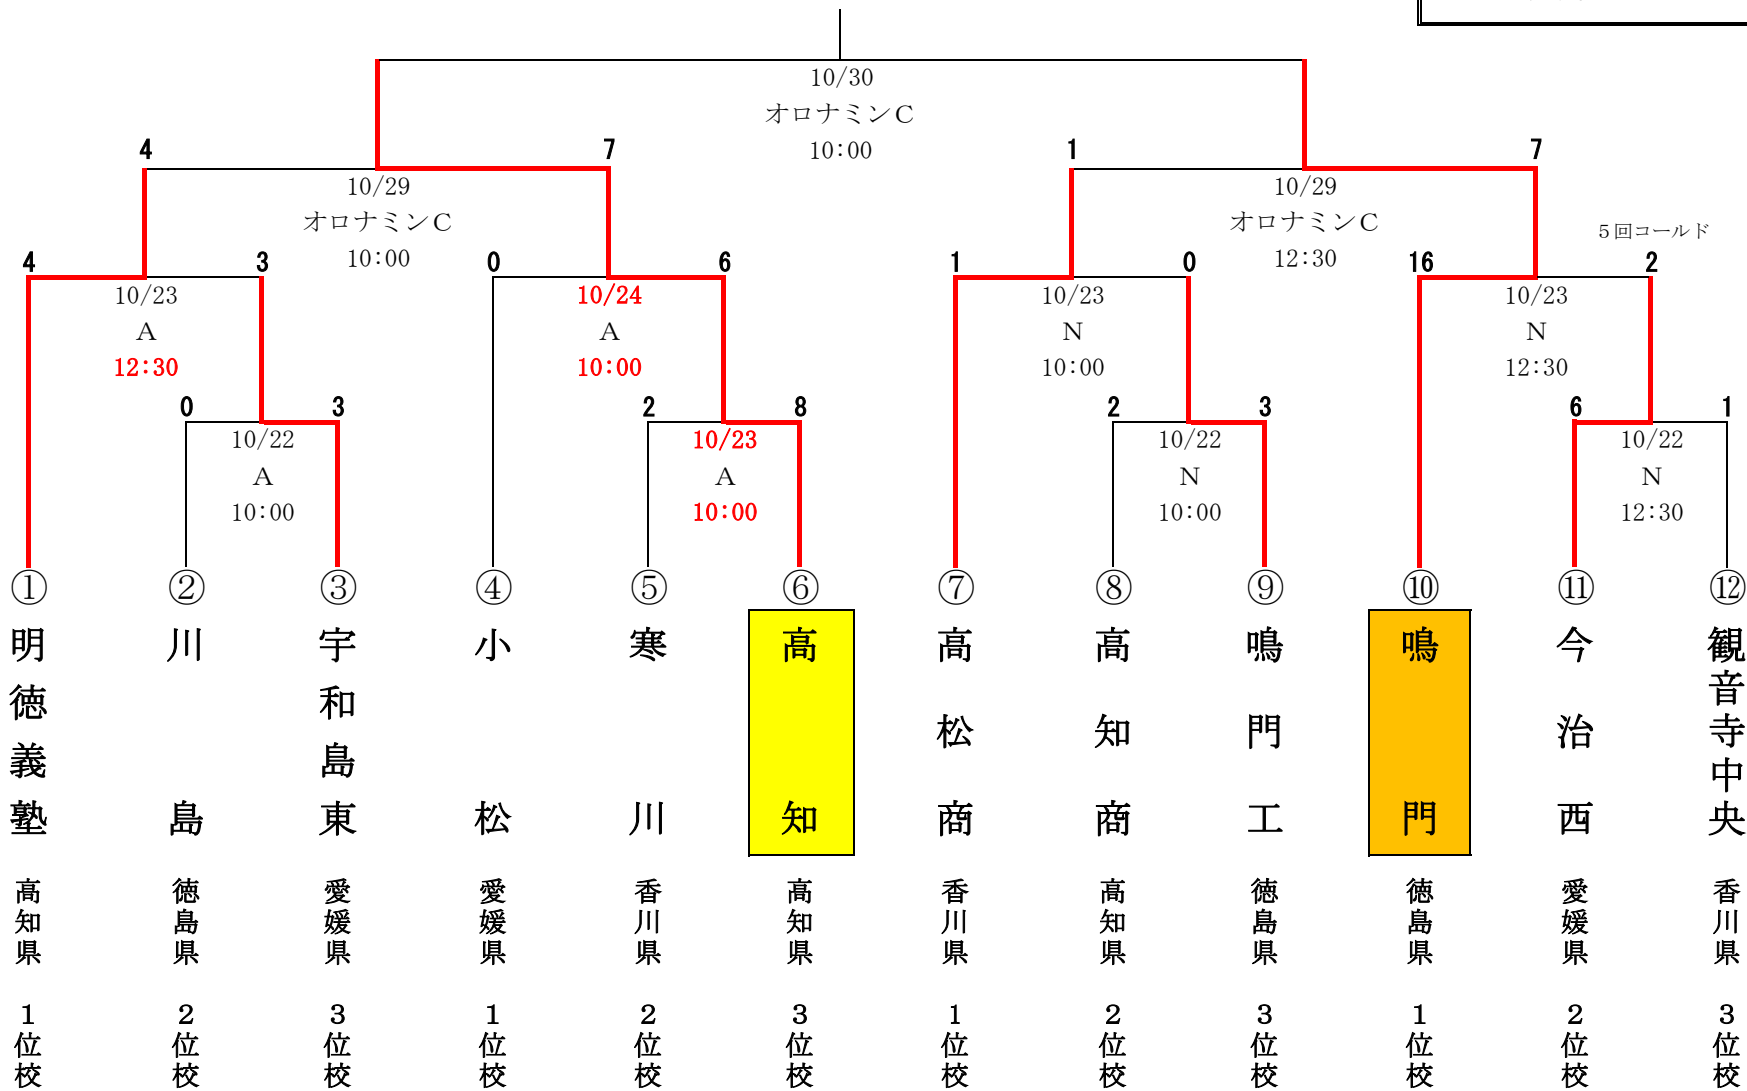 10/30
オロナミンC
10:00
4
7
1
7
10/29
オロナミンC
10:00
10/29
オロナミンC
12:30
5回コールド
4
3
0
6
1
0
16
2
10/23
A
12:30
10/24
A
10:00
10/23
N
10:00
10/23
N
12:30
0
3
2
8
2
3
6
1
10/22
A
10:00
10/23
A
10:00
10/22
N
10:00
10/22
N
12:30
①
②
③
④
⑤
⑥
⑦
⑧
⑨
⑩
⑪
⑫
明徳義塾
川島
宇和島東
小松
寒川
高知
高松商
高知商
鳴門工
鳴門
今治西
観音寺中央
高知県
徳島県
愛媛県
愛媛県
香川県
高知県
香川県
高知県
徳島県
徳島県
愛媛県
香川県
1位校
2位校
3位校
1位校
2位校
3位校
1位校
2位校
3位校
1位校
2位校
3位校